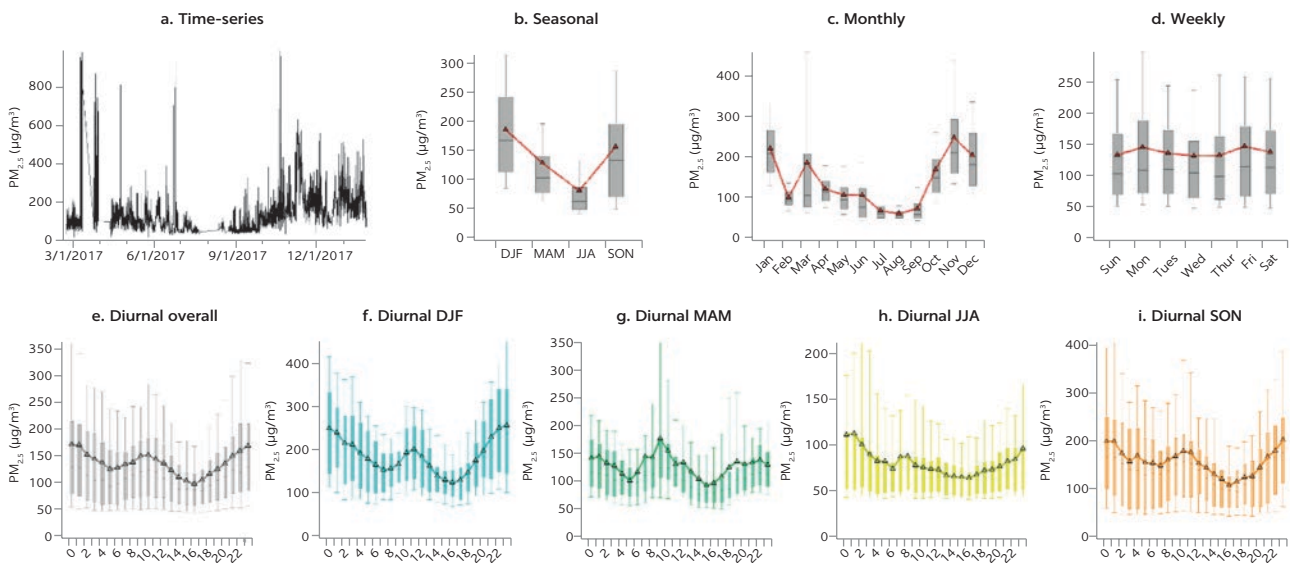 a. Time-series
PM2.5 (µg/m³)
800
600
400
200
0
3/1/2017 6/1/2017 9/1/2017 12/1/2017
b. Seasonal
PM2.5 (µg/m³)
300
250
200
150
100
50
0
DJF MAM JJA SON
c. Monthly
PM2.5 (µg/m³)
400
300
200
100
0
Jan Feb Mar Apr May Jun Jul Aug Sep Oct Nov Dec
d. Weekly
PM2.5 (µg/m³)
250
200
150
100
50
0
Sun Mon Tues Wed Thur Fri Sat
e. Diurnal overall
PM2.5 (µg/m³)
350
300
250
200
150
100
50
0
0 2 4 6 8 10 12 14 16 18 20 22
f. Diurnal DJF
PM2.5 (µg/m³)
400
300
200
100
0
0 2 4 6 8 10 12 14 16 18 20 22
g. Diurnal MAM
PM2.5 (µg/m³)
350
300
250
200
150
100
50
0
0 2 4 6 8 10 12 14 16 18 20 22
h. Diurnal JJA
PM2.5 (µg/m³)
200
150
100
50
0
0 2 4 6 8 10 12 14 16 18 20 22
i. Diurnal SON
PM2.5 (µg/m³)
400
300
200
100
0
0 2 4 6 8 10 12 14 16 18 20 22